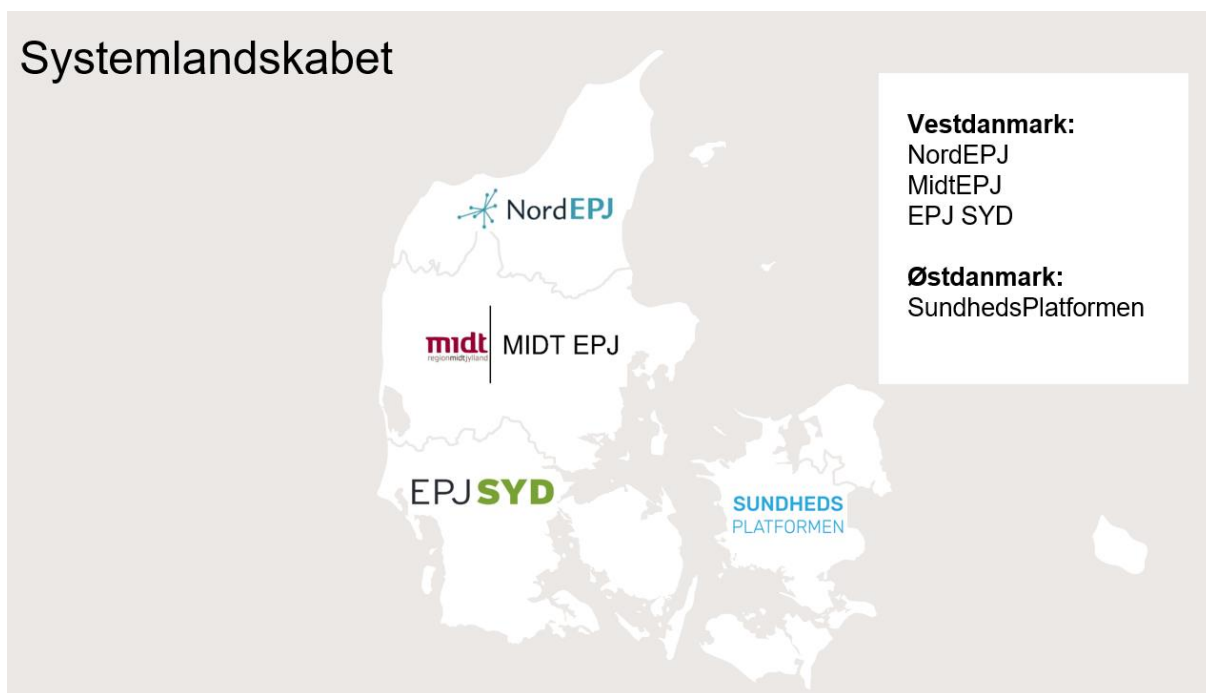 Systemlandskabet
Vestdanmark:
NordEPJ
MidtEPJ
EPJ SYD
Østdanmark:
SundhedsPlatformen
NordEPJ
midt
regionmidtjylland
MIDT EPJ
EPJ SYD
SUNDHEDS
PLATFORMEN